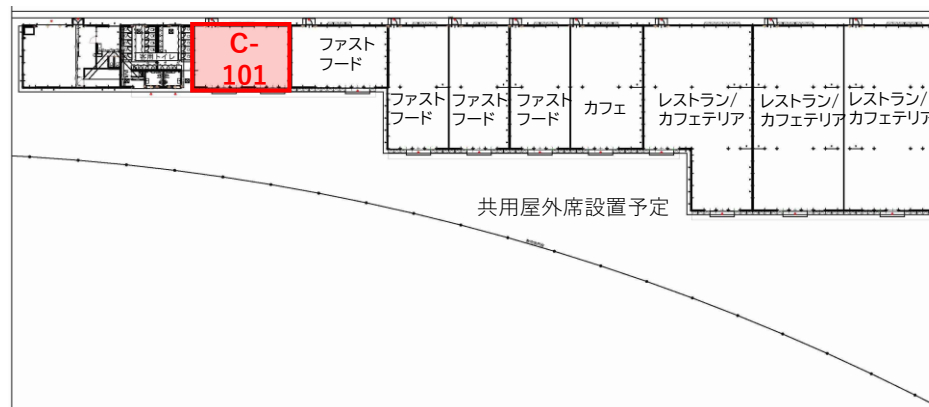 C-
101
ファスト
フード
ファスト
フード
ファスト
フード
ファスト
フード
カフェ
レストラン/
カフェテリア
レストラン/
カフェテリア
レストラン/
カフェテリア
共用屋外席設置予定